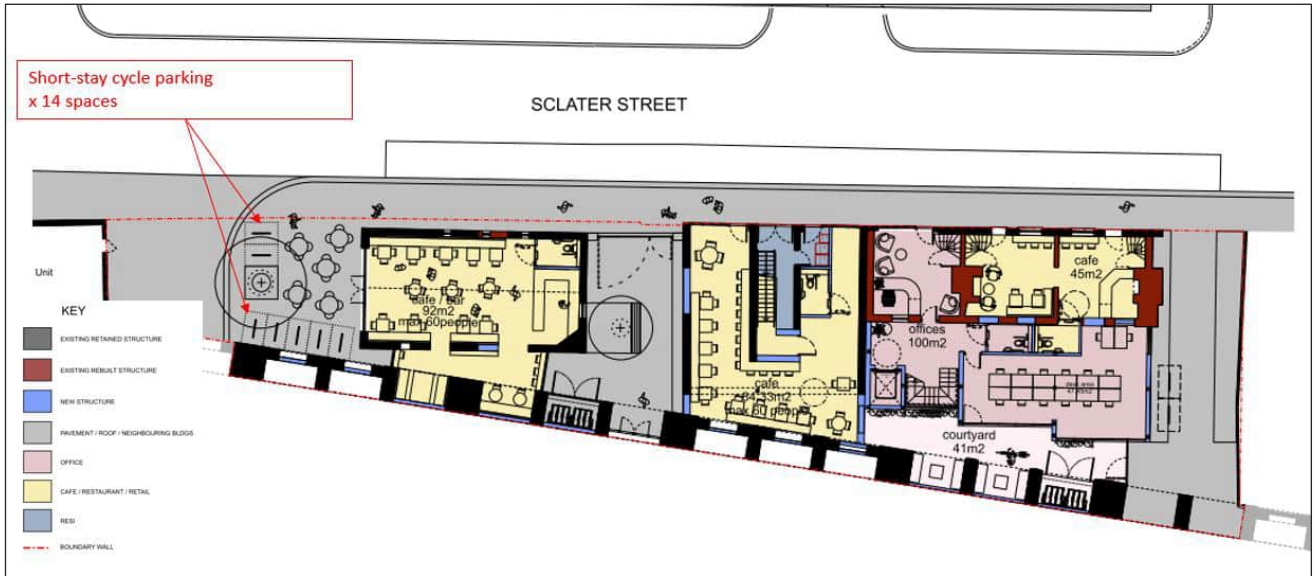 Short-stay cycle parking
x 14 spaces
SCLATER STREET
Unit
KEY
EXISTING RETAINED STRUCTURE
EXISTING REBUILT STRUCTURE
NEW STRUCTURE
PAVEMENT / ROOF / NEIGHBOURING BLDGS
OFFICE
CAFE / RESTAURANT / RETAIL
RESI
BOUNDARY WALL
cafe / bar
92m2
max 60people
cafe
84.33m2
max 60 people
offices
100m2
cafe
45m2
courtyard
41m2